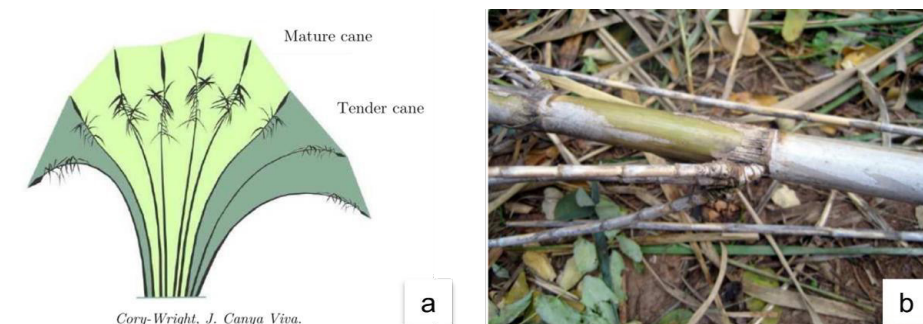 Mature cane
Tender cane
Cory-Wright, J. Canya Viva.
a
b